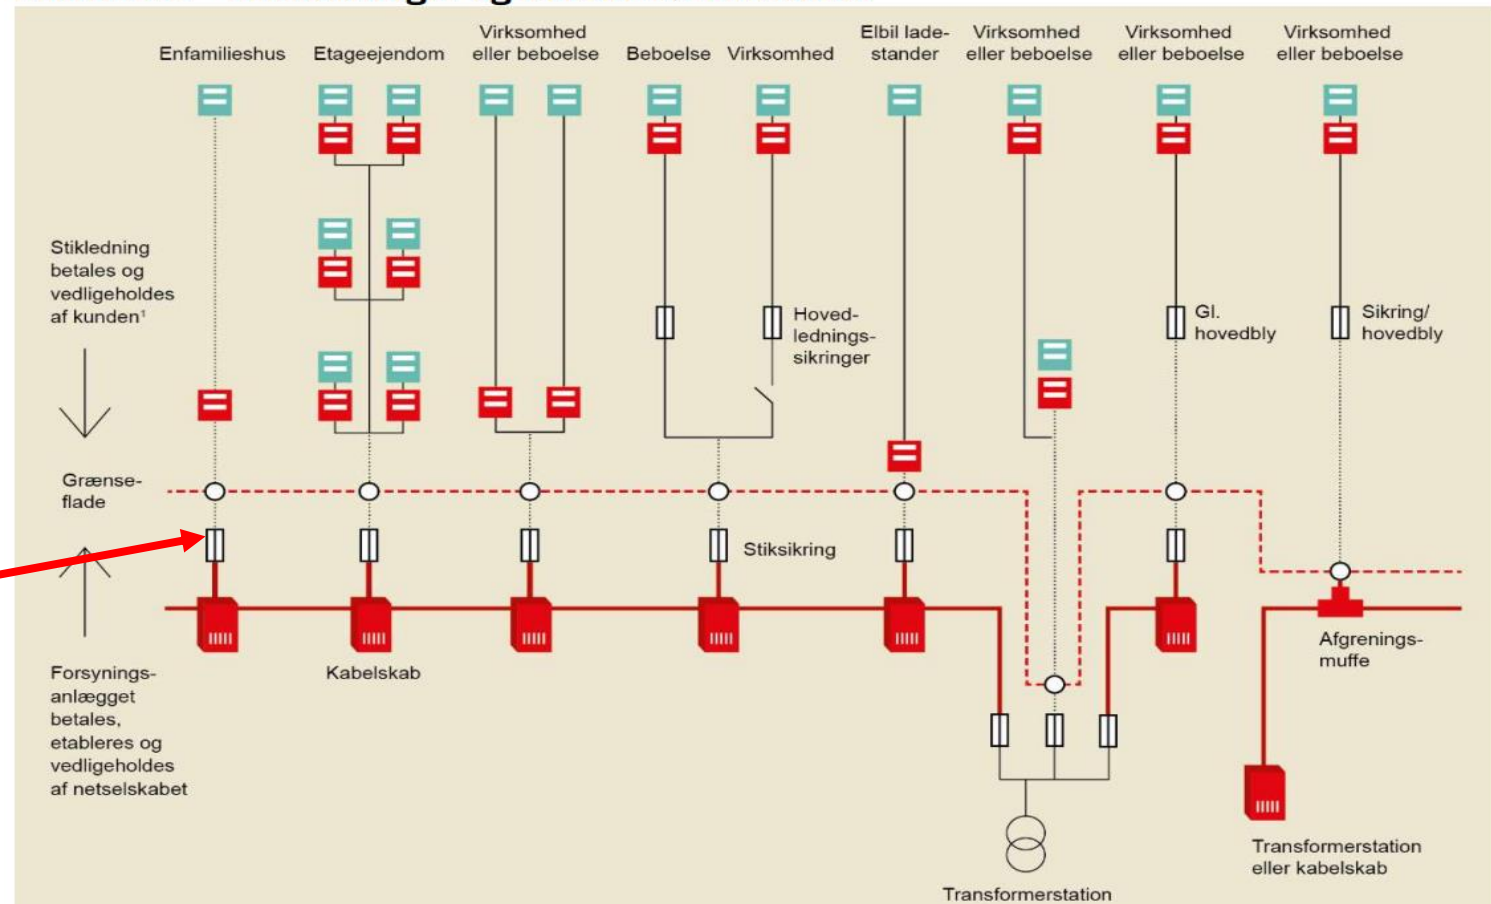 Enfamilieshus
Etageejendom
Virksomhed
eller beboelse
Beboelse
Virksomhed
Elbil lade-
stander
Virksomhed
eller beboelse
Virksomhed
eller beboelse
Virksomhed
eller beboelse
Stikledning
betales og
vedligeholdes
af kunden¹
Hoved-
lednings-
sikringer
Gl.
hovedbly
Sikring/
hovedbly
Grænse-
flade
Stiksikring
Kabelskab
Afgrenings-
muffe
Forsynings-
anlægget
betales,
etableres og
vedligeholdes
af netselskabet
Transformerstation
eller kabelskab
Transformerstation